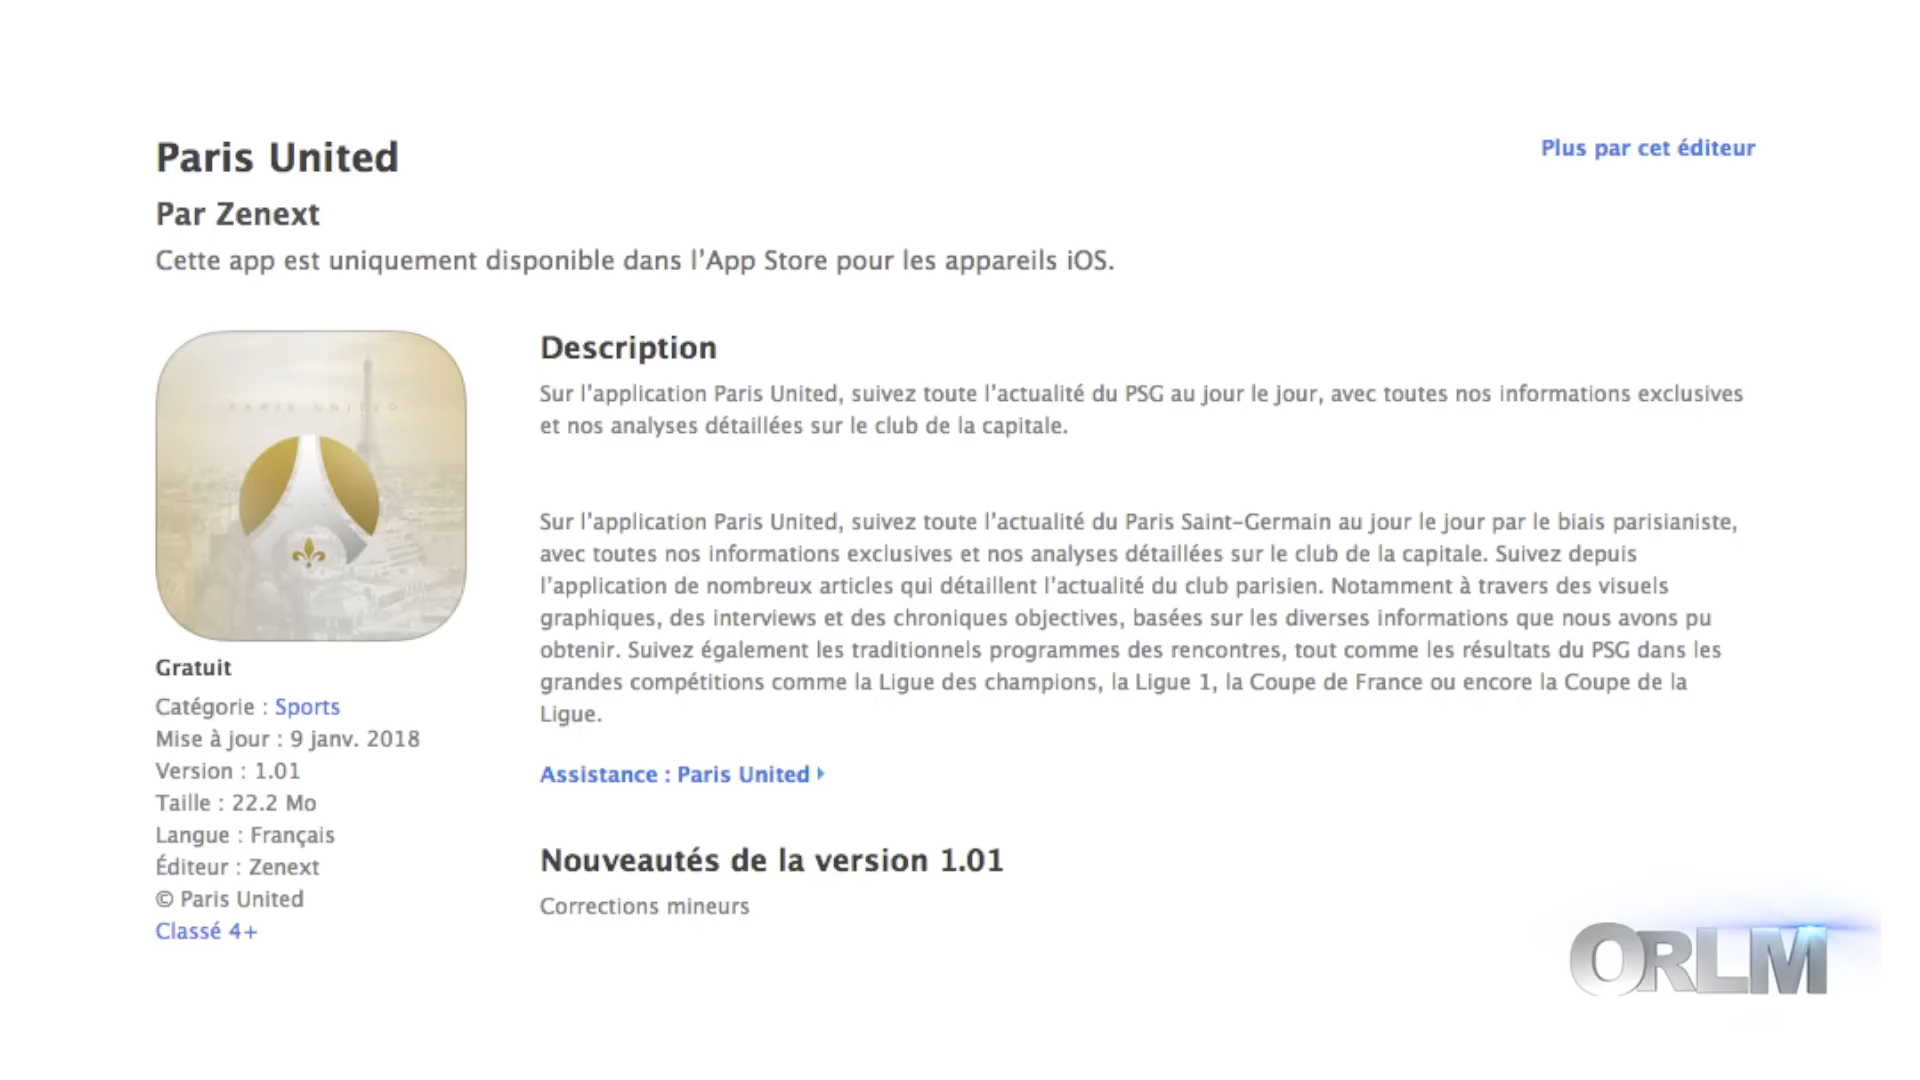 Paris United
Plus par cet éditeur
Par Zenext
Cette app est uniquement disponible dans l'App Store pour les appareils iOS.
PARIS UNITED
Gratuit
Catégorie : Sports
Mise à jour : 9 janv. 2018
Version : 1.01
Taille : 22.2 Mo
Langue : Français
Éditeur : Zenext
© Paris United
Classé 4+
Description
Sur l'application Paris United, suivez toute l'actualité du PSG au jour le jour, avec toutes nos informations exclusives
et nos analyses détaillées sur le club de la capitale.
Sur l'application Paris United, suivez toute l'actualité du Paris Saint-Germain au jour le jour par le biais parisianiste,
avec toutes nos informations exclusives et nos analyses détaillées sur le club de la capitale. Suivez depuis
l'application de nombreux articles qui détaillent l'actualité du club parisien. Notamment à travers des visuels
graphiques, des interviews et des chroniques objectives, basées sur les diverses informations que nous avons pu
obtenir. Suivez également les traditionnels programmes des rencontres, tout comme les résultats du PSG dans les
grandes compétitions comme la Ligue des champions, la Ligue 1, la Coupe de France ou encore la Coupe de la
Ligue.
Assistance : Paris United
Nouveautés de la version 1.01
Corrections mineurs
ORLM